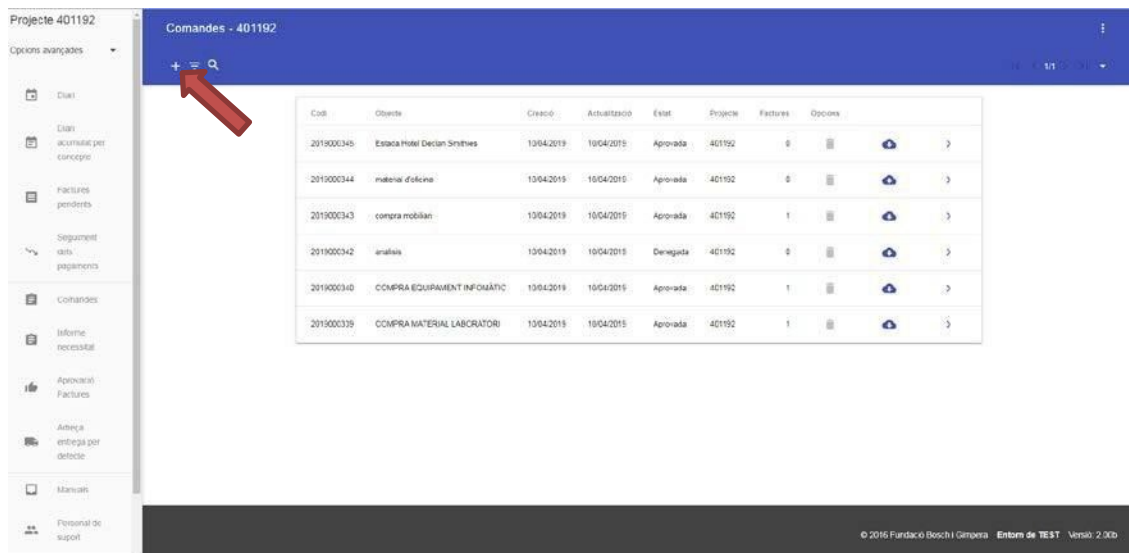 Projecte 401192
Opcions avançades
Comandes - 401192
1/1
Diari
Diari
acumulat per
concepte
Factures
pendents
Seguiment
dels
pagaments
Comandes
Informe
necessitat
Aprovació
Factures
Adreça
entrega per
defecte
Manuals
Personal de
suport
Codi Objecte Creació Actualització Estat Projecte Factures Opcions
2019000345 Estada Hotel Declan Smithies 10/04/2019 10/04/2019 Aprovada 401192 0
2019000344 material d'oficina 10/04/2019 10/04/2019 Aprovada 401192 0
2019000343 compra mobiliari 10/04/2019 10/04/2019 Aprovada 401192 1
2019000342 analisis 10/04/2019 10/04/2019 Denegada 401192 0
2019000340 COMPRA EQUIPAMENT INFOMÀTIC 10/04/2019 10/04/2019 Aprovada 401192 1
2019000339 COMPRA MATERIAL LABORATORI 10/04/2019 10/04/2019 Aprovada 401192 1
© 2016 Fundació Bosch i Gimpera Entorn de TEST Versió: 2.00b